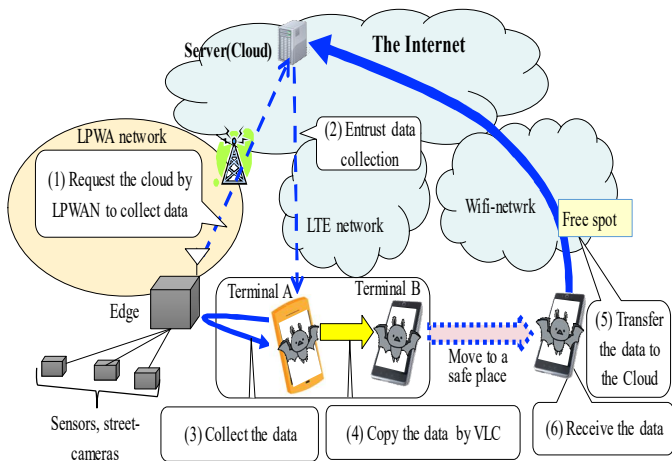 Server(Cloud)
The Internet
LPWA network
(2) Entrust data
collection
(1) Request the cloud by
LPWAN to collect data
LTE network
Wifi-netwrk
Free spot
Edge
Terminal A
Terminal B
Move to a
safe place
(5) Transfer
the data to
the Cloud
Sensors, street-
cameras
(3) Collect the data
(4) Copy the data by VLC
(6) Receive the data